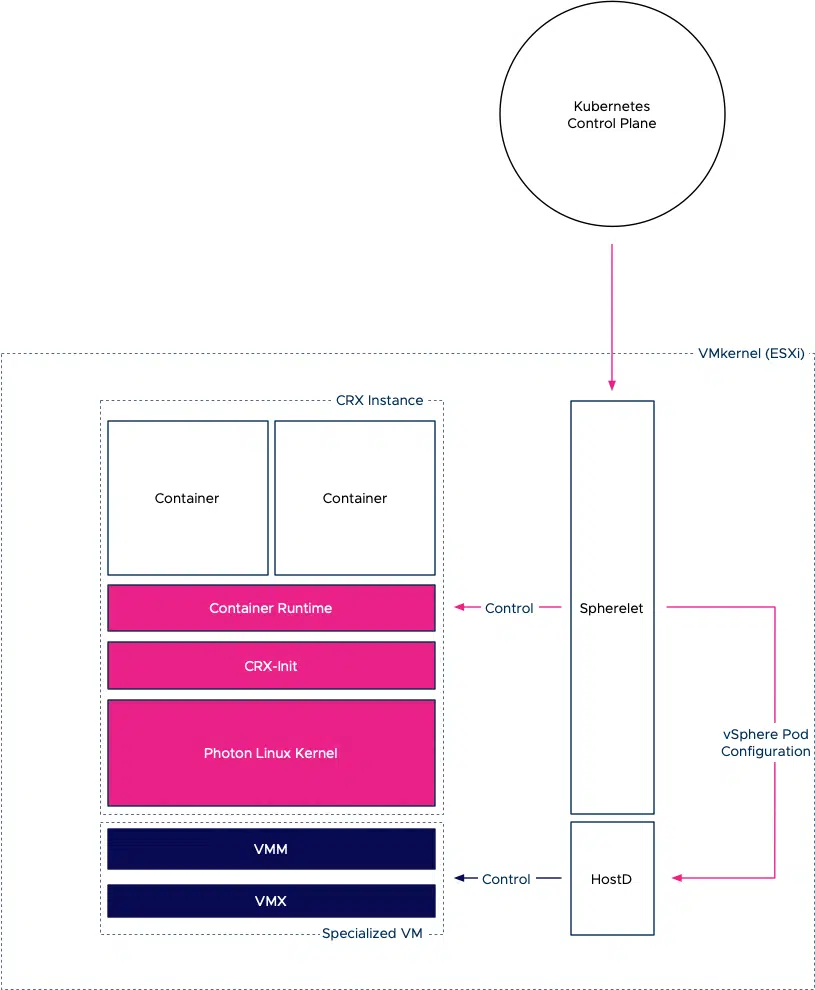 Kubernetes
Control Plane
VMkernel (ESXi)
CRX Instance
Container
Container
Container Runtime
Control
Spherelet
CRX-Init
Photon Linux Kernel
vSphere Pod
Configuration
VMM
Control
HostD
VMX
Specialized VM